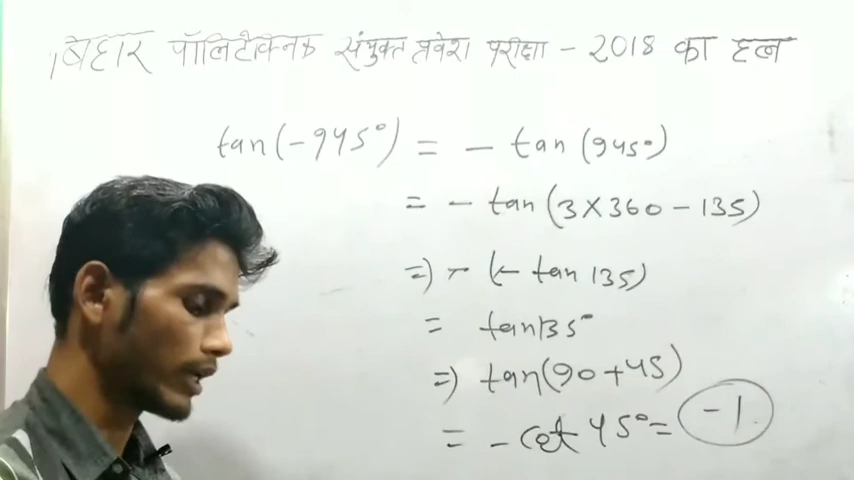 बिहार पॉलिटेक्निक संयुक्त प्रवेश परीक्षा - 2018 का हल
tan(-945°) = - tan (945°)
= - tan (3×360 - 135)
=) - (- tan 135)
= tan135°
=) tan(90+45)
= - cot 45° = -1